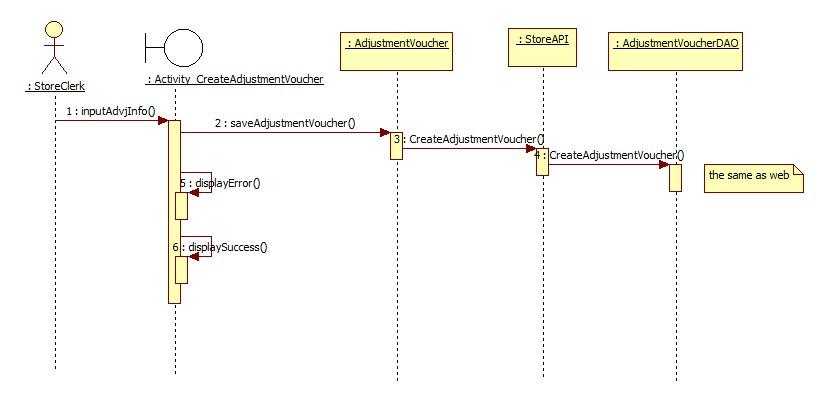 : StoreClerk
: Activity_CreateAdjustmentVoucher
: AdjustmentVoucher
: StoreAPI
: AdjustmentVoucherDAO
1 : inputAdvjInfo()
2 : saveAdjustmentVoucher()
3 : CreateAdjustmentVoucher()
4 : CreateAdjustmentVoucher()
the same as web
5 : displayError()
6 : displaySuccess()